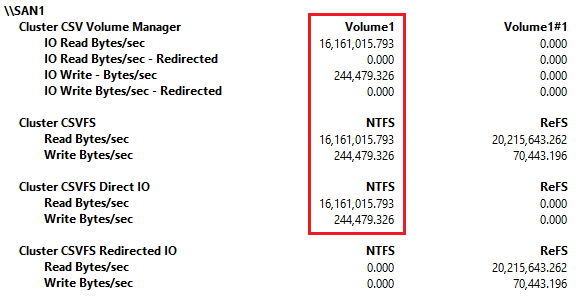 \\SAN1
Cluster CSV Volume Manager Volume1 Volume1#1
IO Read Bytes/sec 16,161,015.793 0.000
IO Read Bytes/sec - Redirected 0.000 0.000
IO Write - Bytes/sec 244,479.326 0.000
IO Write Bytes/sec - Redirected 0.000 0.000
Cluster CSVFS NTFS ReFS
Read Bytes/sec 16,161,015.793 20,215,643.262
Write Bytes/sec 244,479.326 70,443.196
Cluster CSVFS Direct IO NTFS ReFS
Read Bytes/sec 16,161,015.793 0.000
Write Bytes/sec 244,479.326 0.000
Cluster CSVFS Redirected IO NTFS ReFS
Read Bytes/sec 0.000 20,215,643.262
Write Bytes/sec 0.000 70,443.196